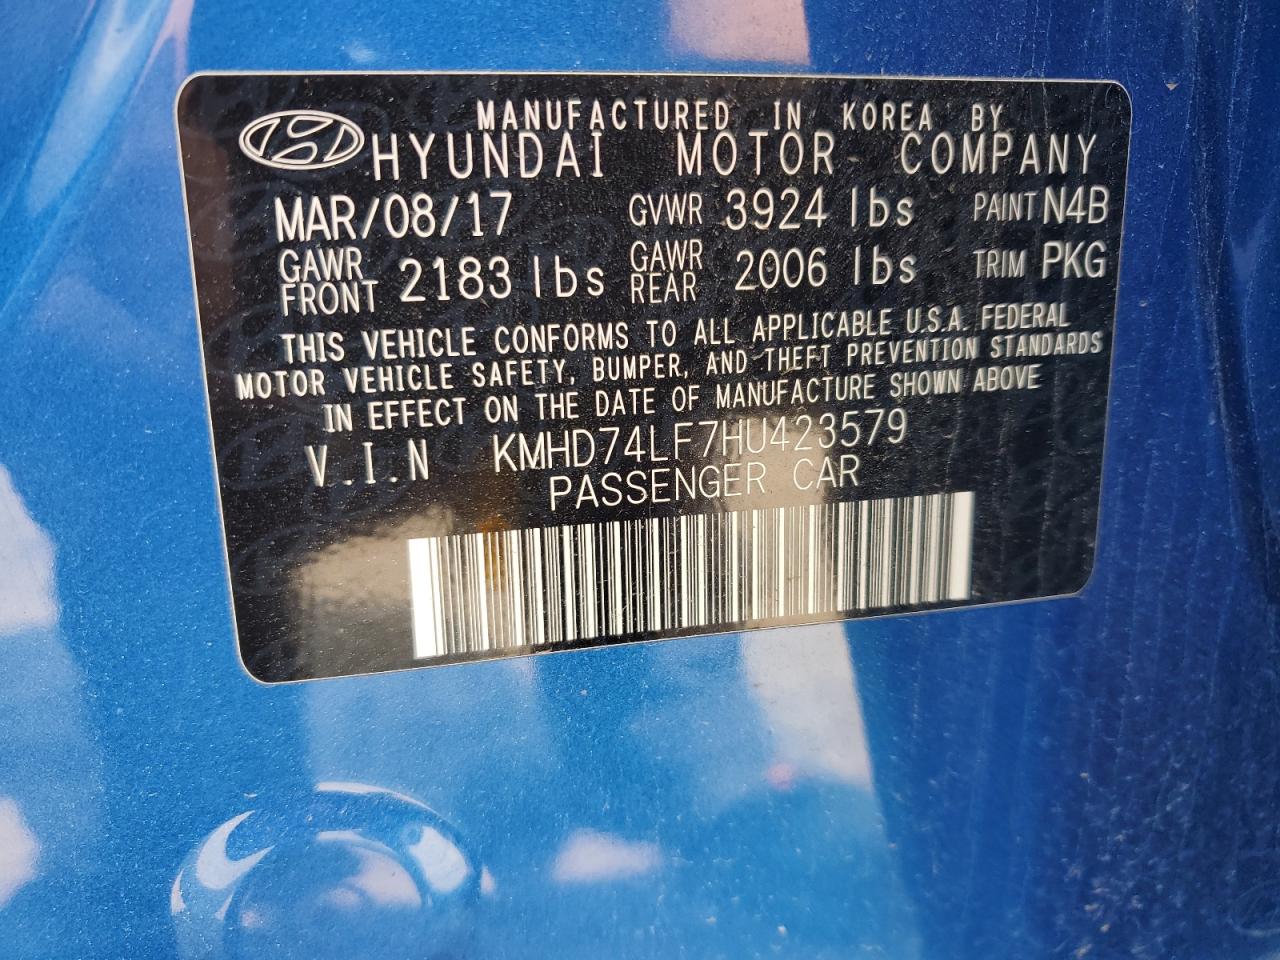 MANUFACTURED IN KOREA BY
HYUNDAI MOTOR COMPANY
MAR/08/17 GVWR 3924 lbs PAINT N4B
GAWR FRONT 2183 lbs GAWR REAR 2006 lbs TRIM PKG
THIS VEHICLE CONFORMS TO ALL APPLICABLE U.S.A. FEDERAL
MOTOR VEHICLE SAFETY, BUMPER, AND THEFT PREVENTION STANDARDS
IN EFFECT ON THE DATE OF MANUFACTURE SHOWN ABOVE
V.I.N KMHD74LF7HU423579
PASSENGER CAR